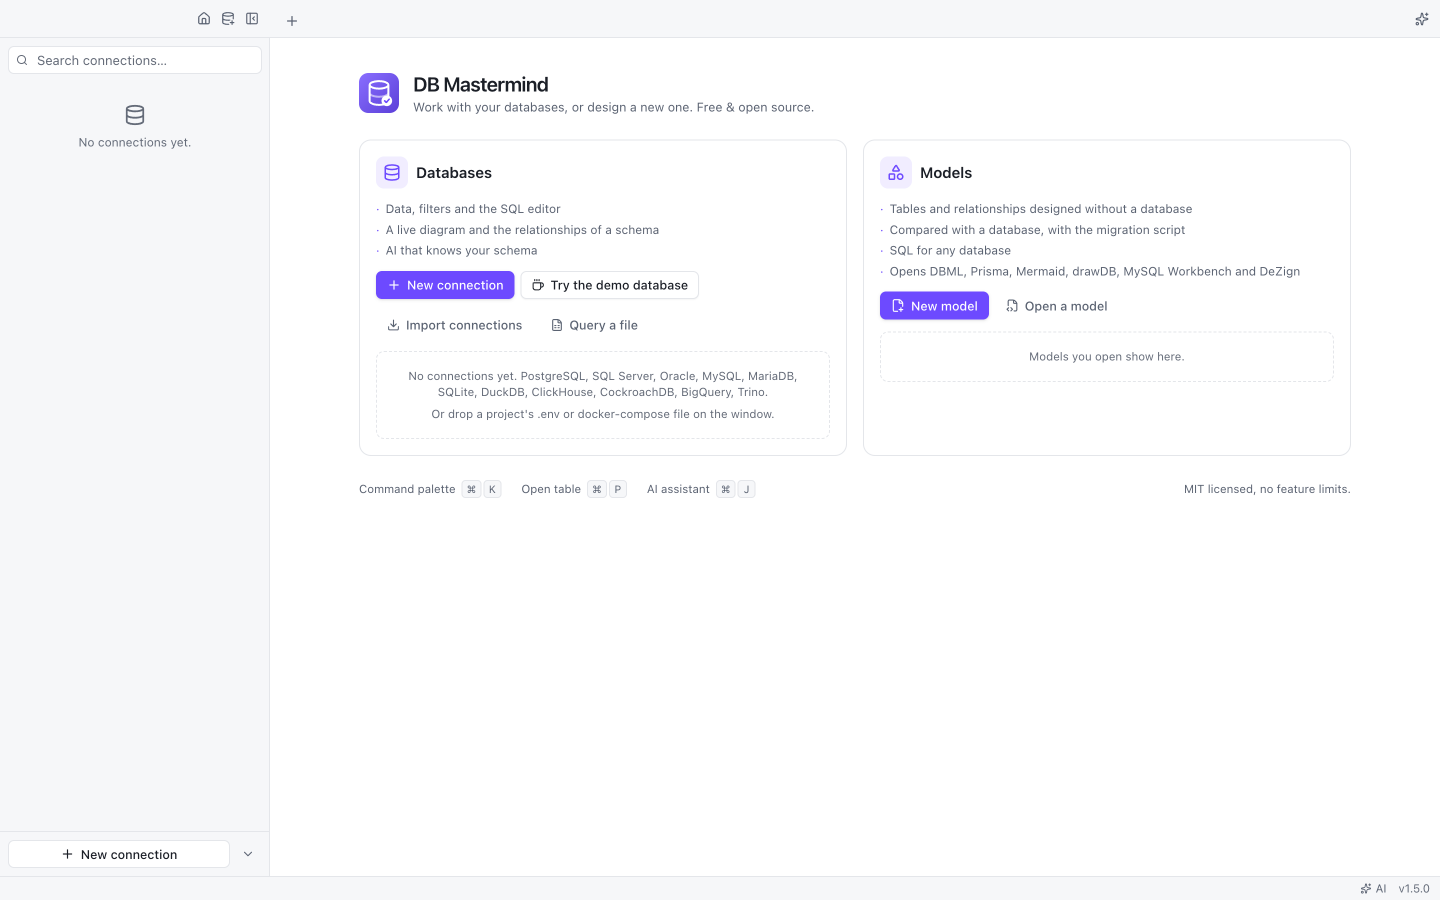 Search connections...
No connections yet.
New connection
DB Mastermind
Work with your databases, or design a new one. Free & open source.
Databases
· Data, filters and the SQL editor
· A live diagram and the relationships of a schema
· AI that knows your schema
New connection
Try the demo database
Import connections
Query a file
No connections yet. PostgreSQL, SQL Server, Oracle, MySQL, MariaDB,
SQLite, DuckDB, ClickHouse, CockroachDB, BigQuery, Trino.
Or drop a project's .env or docker-compose file on the window.
Models
· Tables and relationships designed without a database
· Compared with a database, with the migration script
· SQL for any database
· Opens DBML, Prisma, Mermaid, drawDB, MySQL Workbench and DeZign
New model
Open a model
Models you open show here.
Command palette ⌘ K
Open table ⌘ P
AI assistant ⌘ J
MIT licensed, no feature limits.
AI
v1.5.0